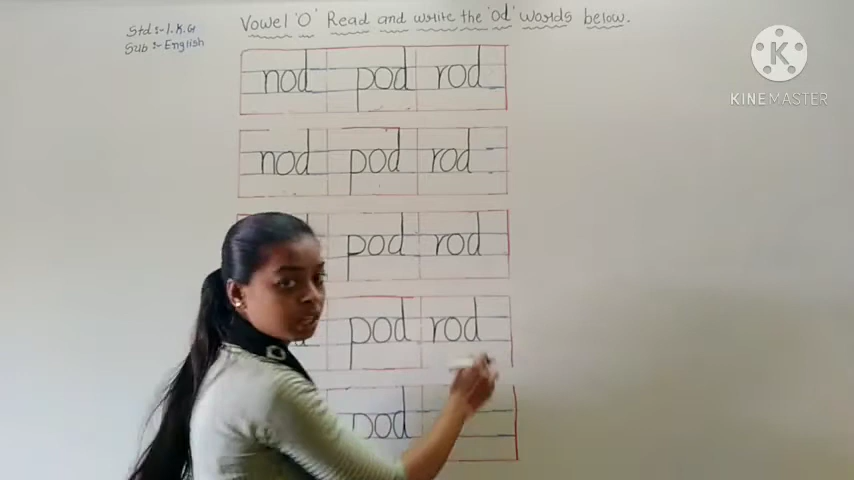 Std :- L.K.G
Sub :- English
Vowel 'O' Read and write the 'od' words below.
KINEMASTER
nod pod rod
nod pod rod
pod rod
pod rod
pod